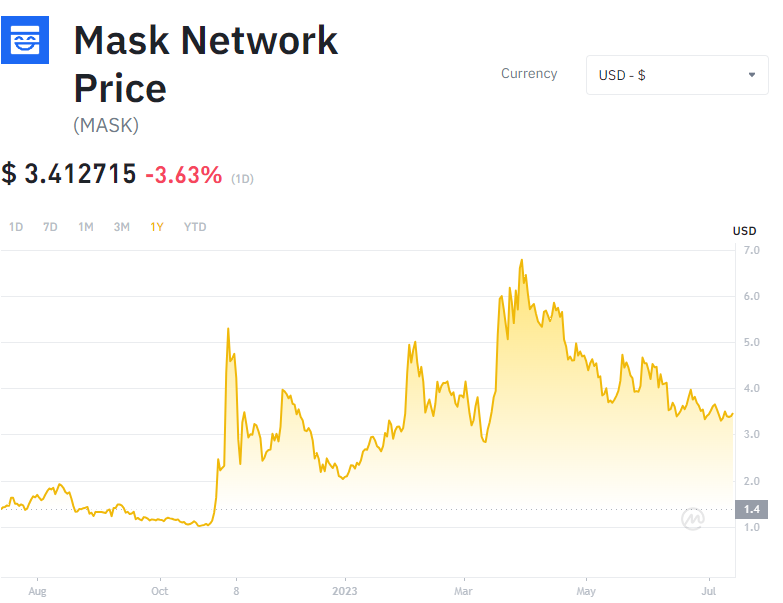 Mask Network
Price
(MASK)
Currency
USD - $
$ 3.412715 -3.63% (1D)
1D 7D 1M 3M 1Y YTD
USD
7.0
6.0
5.0
4.0
3.0
2.0
1.4
1.0
Aug Oct 8 2023 Mar May Jul